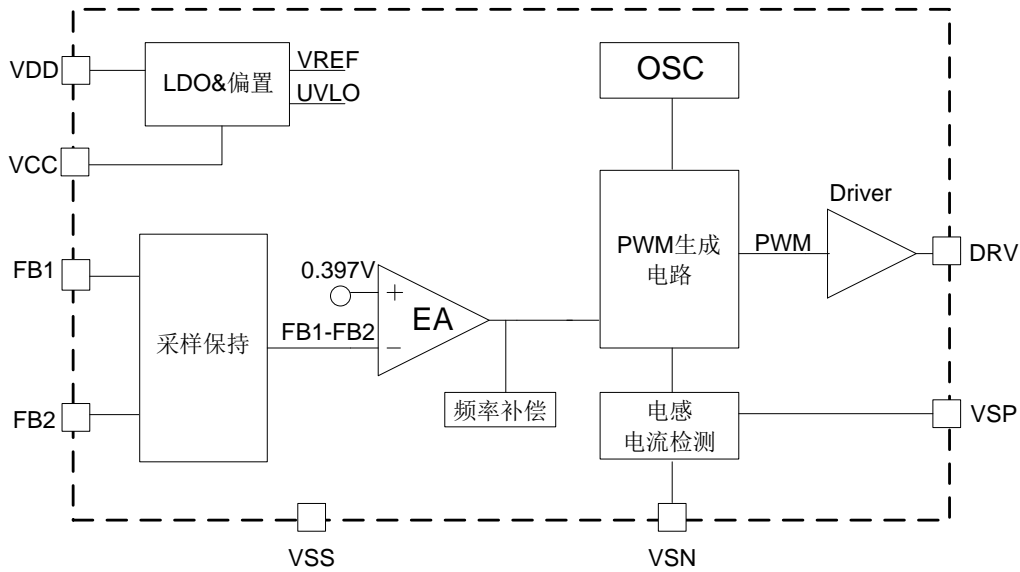 VDD
LDO&偏置
VREF
UVLO
VCC
OSC
FB1
采样保持
0.397V
+
EA
FB1-FB2
−
频率补偿
PWM生成
电路
PWM
Driver
DRV
FB2
电感
电流检测
VSP
VSS
VSN